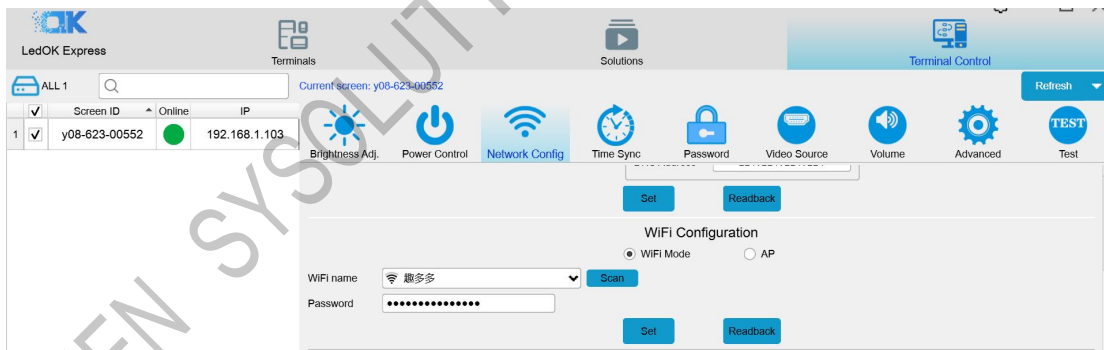 LedOK Express
Terminals
Solutions
Terminal Control
ALL 1
Current screen: y08-623-00552
Refresh
Screen ID
Online
IP
1
y08-623-00552
192.168.1.103
Brightness Adj.
Power Control
Network Config
Time Sync
Password
Video Source
Volume
TEST
Advanced
Test
Set
Readback
WiFi Configuration
WiFi Mode
AP
WiFi name
趣多多
Scan
Password
Set
Readback
EN SYSOLUT